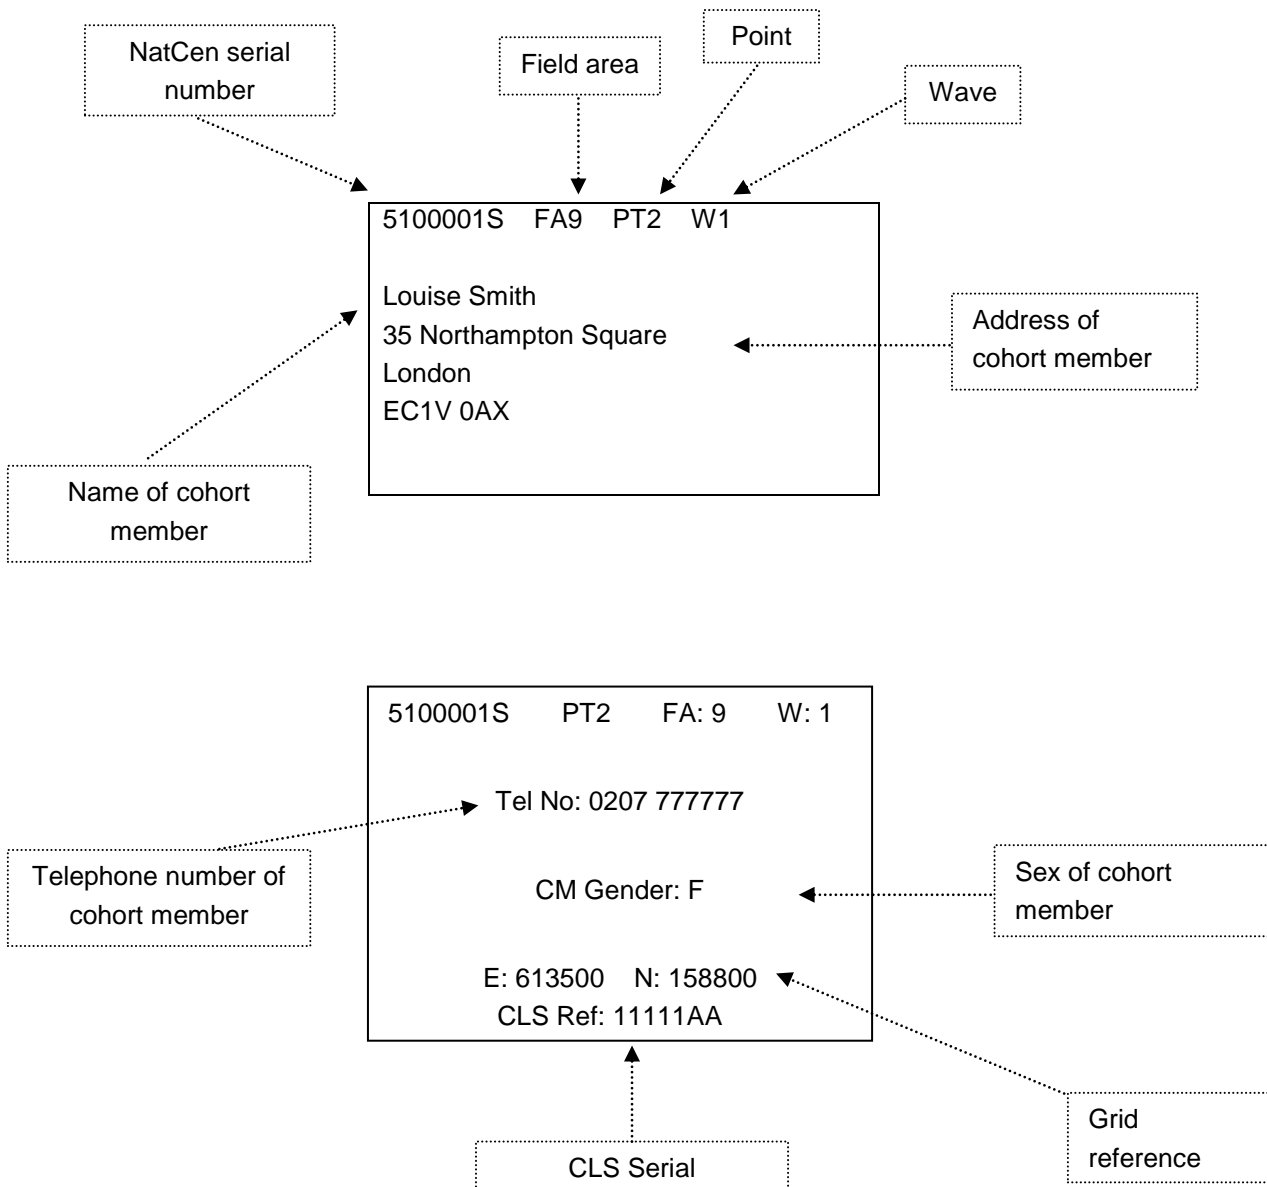 NatCen serial
number
Field area
Point
Wave
5100001S FA9 PT2 W1
Louise Smith
35 Northampton Square
London
EC1V 0AX
Address of
cohort member
Name of cohort
member
5100001S PT2 FA: 9 W: 1
Tel No: 0207 777777
Telephone number of
cohort member
CM Gender: F
Sex of cohort
member
E: 613500 N: 158800
CLS Ref: 11111AA
Grid
reference
CLS Serial